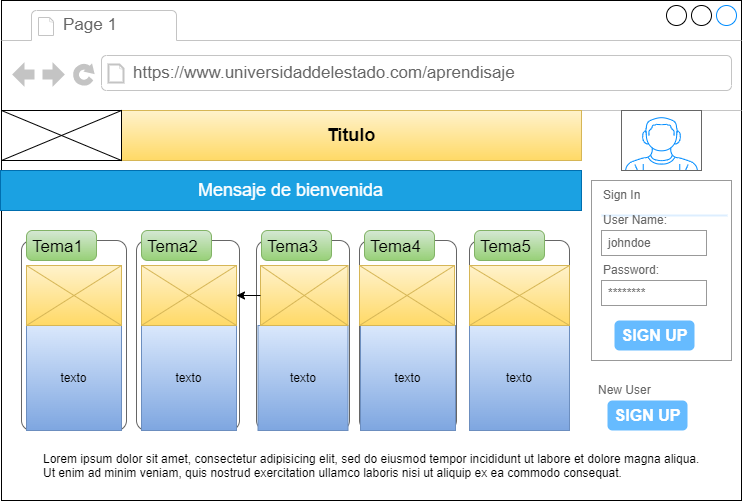 Page 1
https://www.universidaddelestado.com/aprendisaje
Titulo
Mensaje de bienvenida
Sign In
User Name:
johndoe
Password:
********
SIGN UP
New User
SIGN UP
Tema1 Tema2 Tema3 Tema4 Tema5
texto texto texto texto texto
Lorem ipsum dolor sit amet, consectetur adipisicing elit, sed do eiusmod tempor incididunt ut labore et dolore magna aliqua.
Ut enim ad minim veniam, quis nostrud exercitation ullamco laboris nisi ut aliquip ex ea commodo consequat.